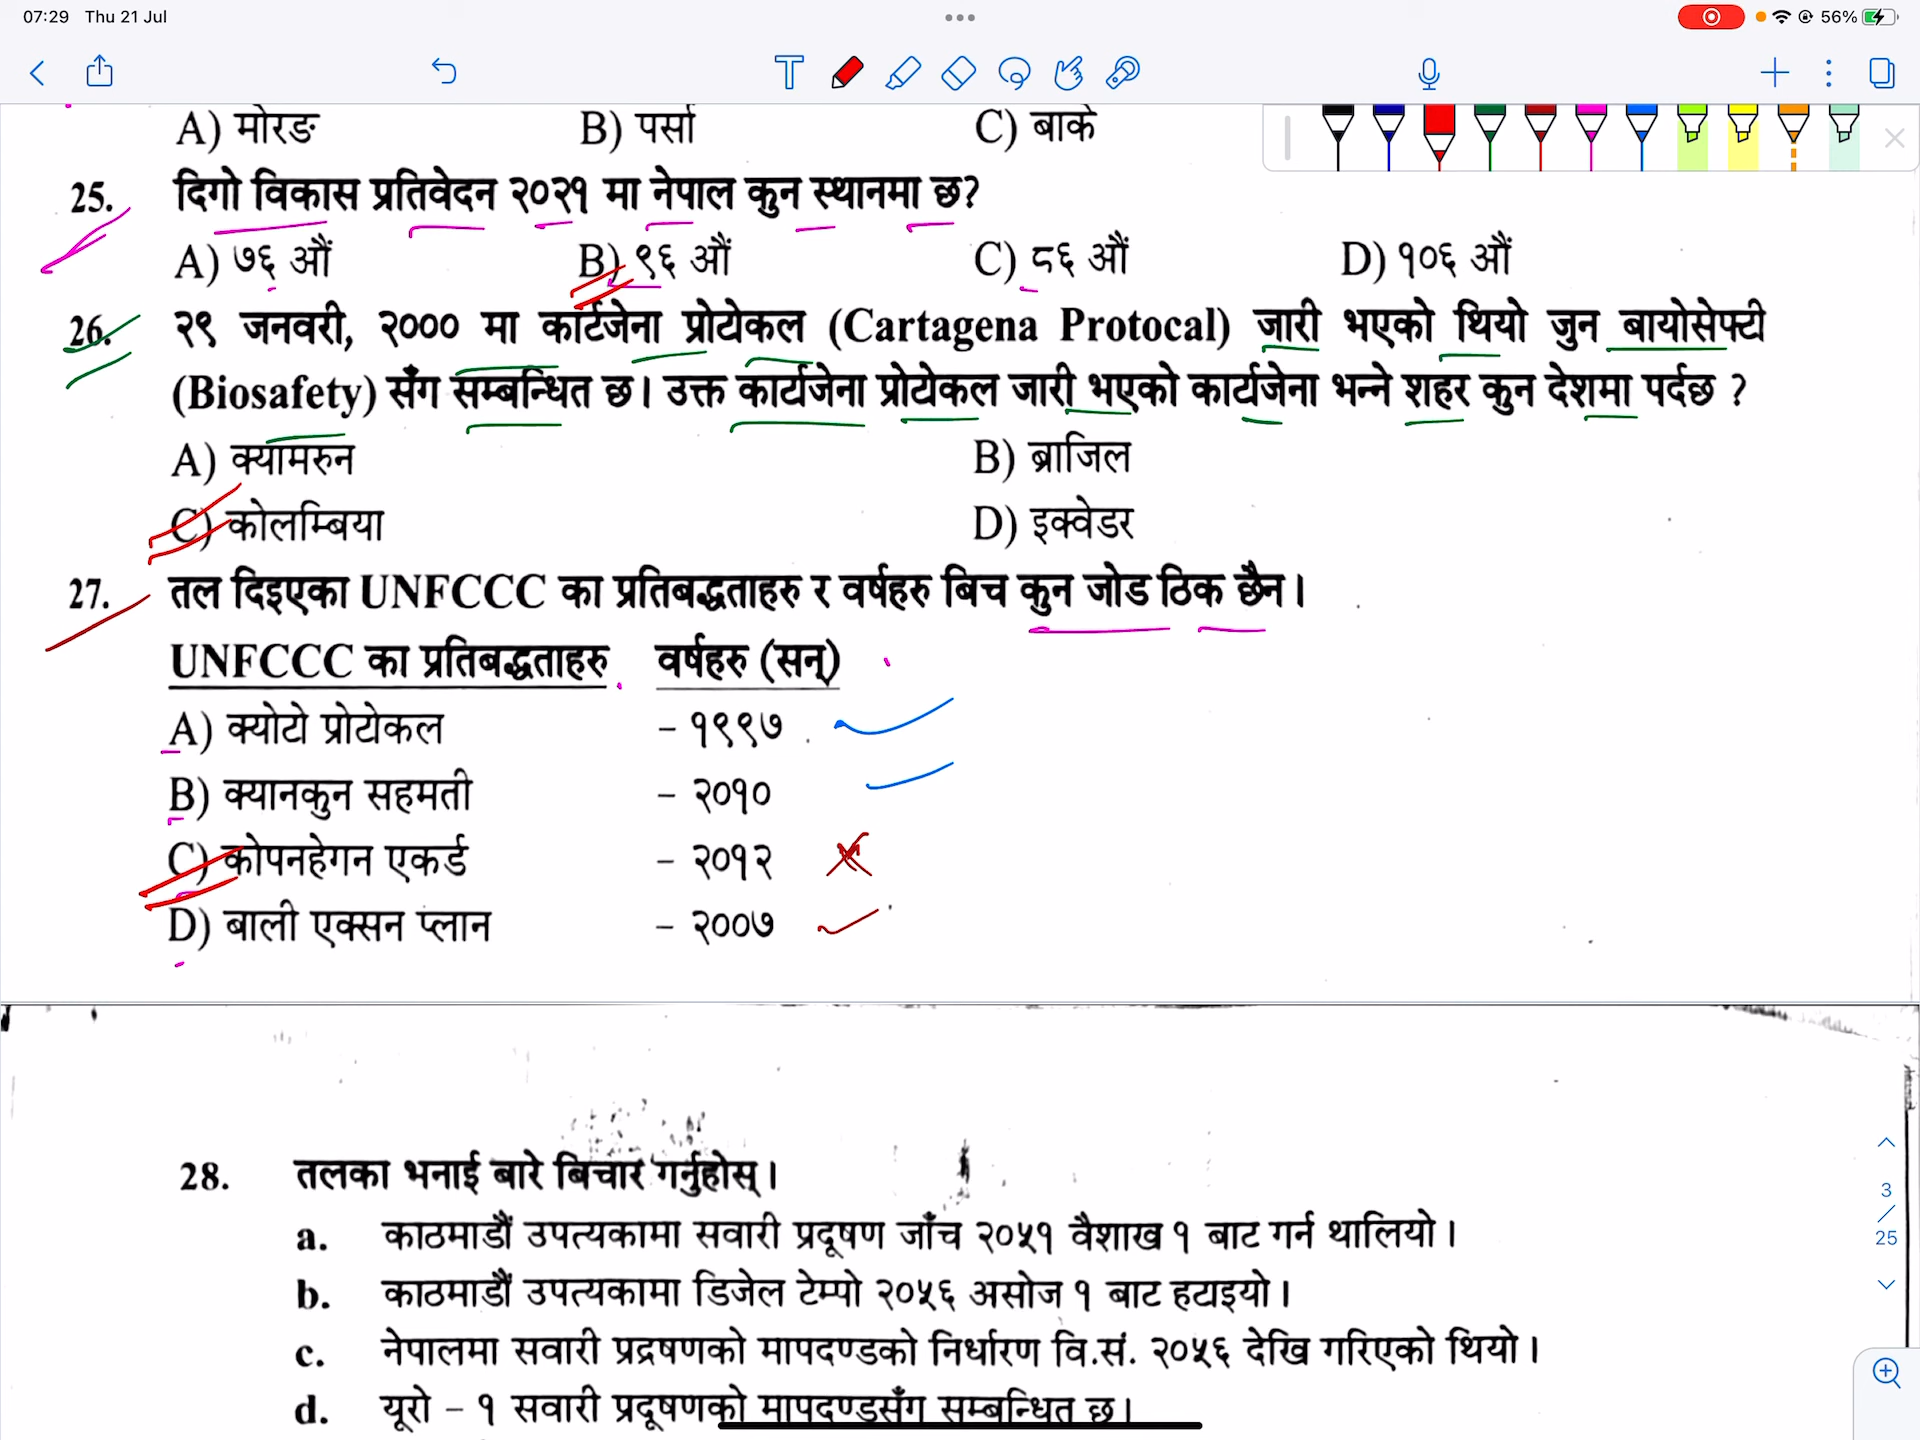 07:29 Thu 21 Jul 56%
A) मोरङ B) पर्सा C) बाके
25. दिगो विकास प्रतिवेदन २०२१ मा नेपाल कुन स्थानमा छ?
A) ७६ औं B) ९६ औं C) ८६ औं D) १०६ औं
26. २९ जनवरी, २००० मा कार्टजेना प्रोटोकल (Cartagena Protocal) जारी भएको थियो जुन बायोसेफ्टी
(Biosafety) सँग सम्बन्धित छ। उक्त कार्टाजेना प्रोटोकल जारी भएको कार्टाजेना भन्ने शहर कुन देशमा पर्दछ ?
A) क्यामरुन B) ब्राजिल
C) कोलम्बिया D) इक्वेडर
27. तल दिइएका UNFCCC का प्रतिबद्धताहरु र वर्षहरु बिच कुन जोड ठिक छैन।
UNFCCC का प्रतिबद्धताहरु वर्षहरु (सन्)
A) क्योटो प्रोटोकल – १९९७
B) क्यानकुन सहमती – २०१०
C) कोपनहेगन एकर्ड – २०१२
D) बाली एक्सन प्लान – २००७
28. तलका भनाई बारे बिचार गर्नुहोस्।
a. काठमाडौं उपत्यकामा सवारी प्रदूषण जाँच २०५१ वैशाख १ बाट गर्न थालियो।
b. काठमाडौं उपत्यकामा डिजेल टेम्पो २०५६ असोज १ बाट हटाइयो।
c. नेपालमा सवारी प्रद्रषणको मापदण्डको निर्धारण वि.सं. २०५६ देखि गरिएको थियो।
d. यूरो – १ सवारी प्रदूषणको मापदण्डसँग सम्बन्धित छ।
3
/
25